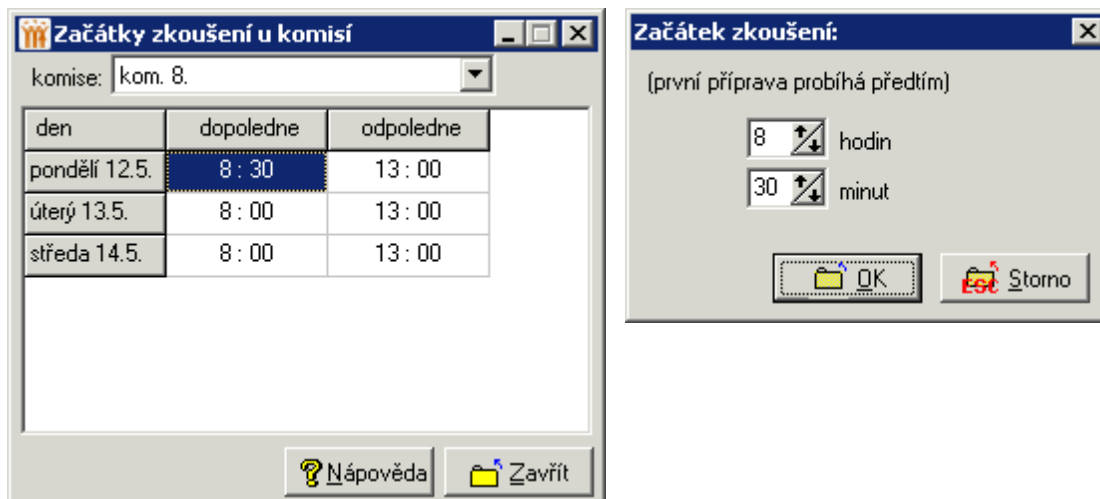 Začátky zkoušení u komisí
komise: kom. 8.
den dopoledne odpoledne
pondělí 12.5. 8 : 30 13 : 00
úterý 13.5. 8 : 00 13 : 00
středa 14.5. 8 : 00 13 : 00
Nápověda Zavřít
Začátek zkoušení:
(první příprava probíhá předtím)
8 hodin
30 minut
OK ESC Storno